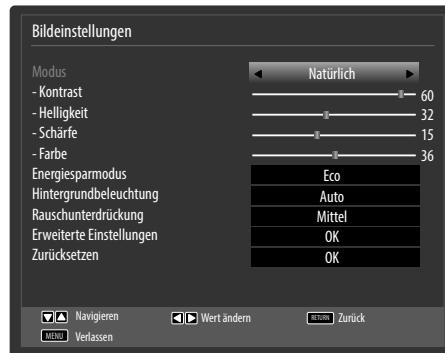 Bildeinstellungen
Modus Natürlich
- Kontrast 60
- Helligkeit 32
- Schärfe 15
- Farbe 36
Energiesparmodus Eco
Hintergrundbeleuchtung Auto
Rauschunterdrückung Mittel
Erweiterte Einstellungen OK
Zurücksetzen OK
Navigieren Wert ändern RETURN Zurück
MENU Verlassen